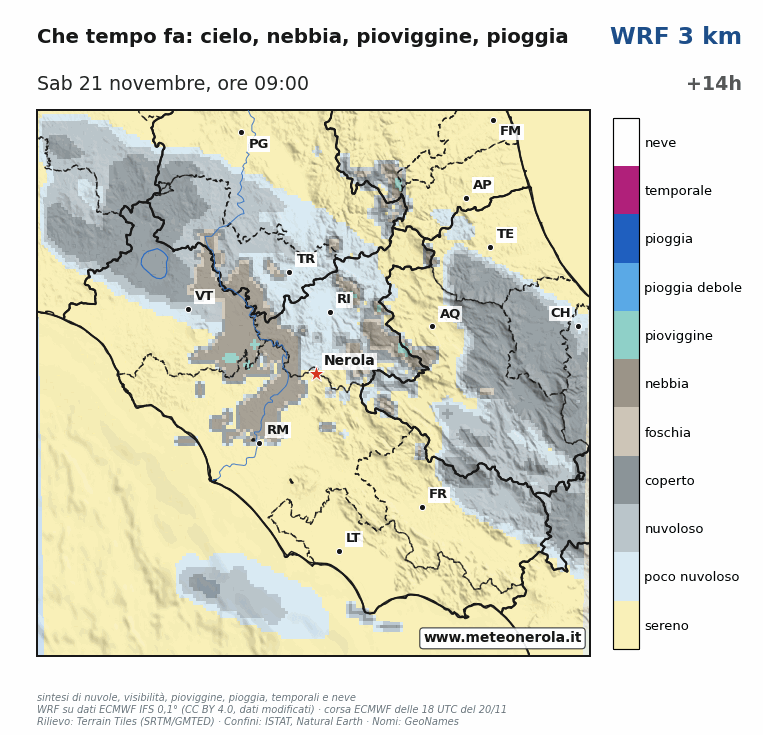 Che tempo fa: cielo, nebbia, pioviggine, pioggia
WRF 3 km
Sab 21 novembre, ore 09:00
+14h
FM
PG
AP
TE
TR
VT
RI
AQ
CH
Nerola
RM
FR
LT
www.meteonerola.it
neve
temporale
pioggia
pioggia debole
pioviggine
nebbia
foschia
coperto
nuvoloso
poco nuvoloso
sereno
sintesi di nuvole, visibilità, pioviggine, pioggia, temporali e neve
WRF su dati ECMWF IFS 0,1° (CC BY 4.0, dati modificati) · corsa ECMWF delle 18 UTC del 20/11
Rilievo: Terrain Tiles (SRTM/GMTED) · Confini: ISTAT, Natural Earth · Nomi: GeoNames